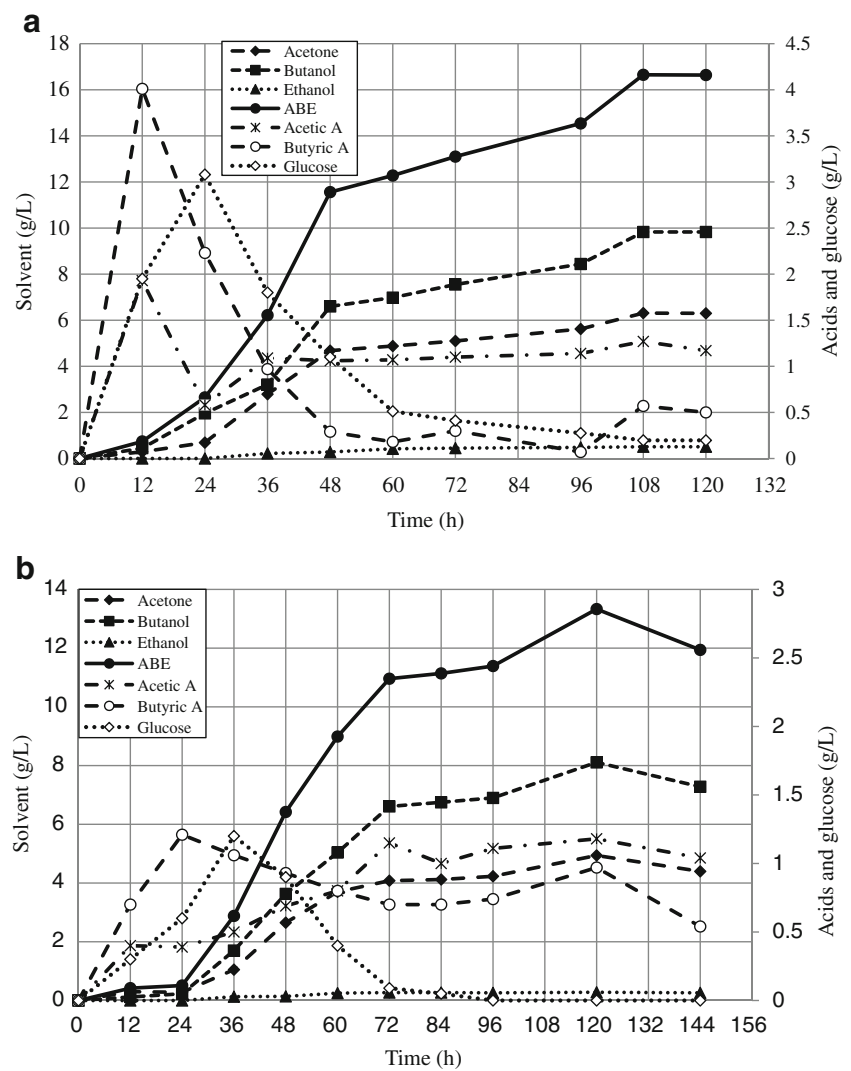 a
Solvent (g/L)
18
16
14
12
10
8
6
4
2
0
Acetone
Butanol
Ethanol
ABE
Acetic A
Butyric A
Glucose
4.5
4
3.5
3
2.5
2
1.5
1
0.5
0
Acids and glucose (g/L)
0 12 24 36 48 60 72 84 96 108 120 132
Time (h)
b
Solvent (g/L)
14
12
10
8
6
4
2
0
Acetone
Butanol
Ethanol
ABE
Acetic A
Butyric A
Glucose
3
2.5
2
1.5
1
0.5
0
Acids and glucose (g/L)
0 12 24 36 48 60 72 84 96 108 120 132 144 156
Time (h)